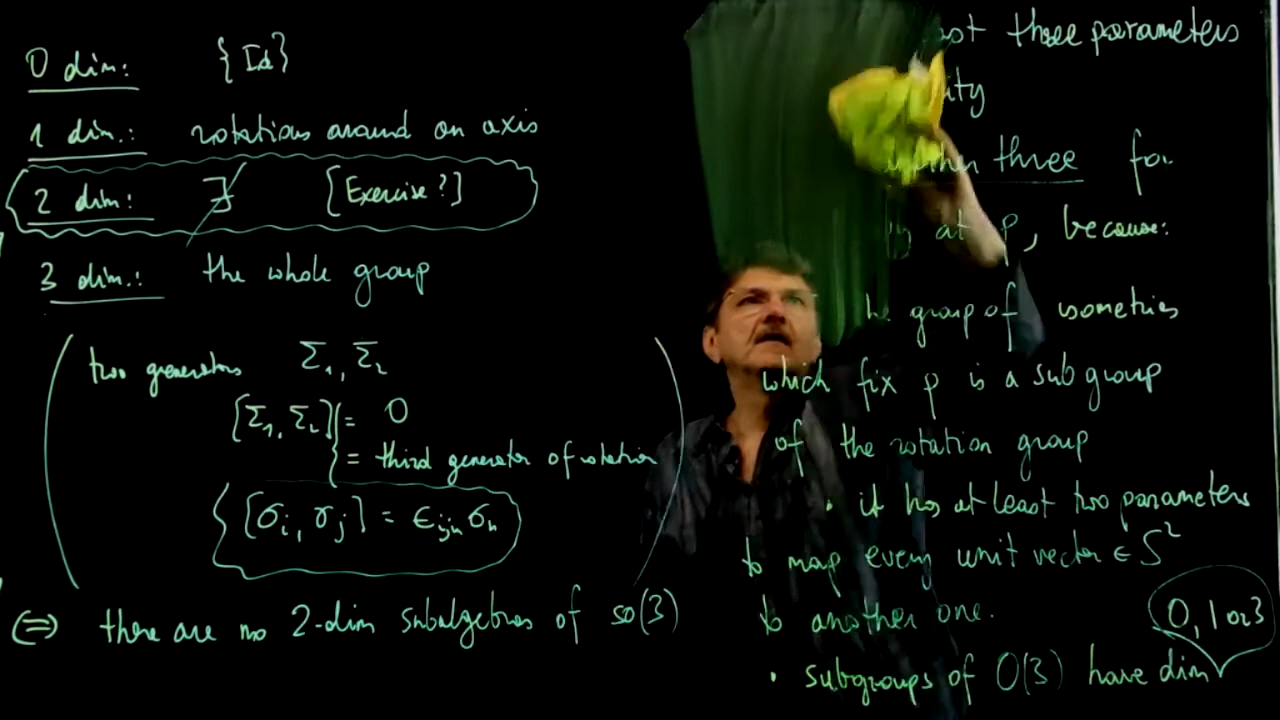 0 dim: {Id}
1 dim.: rotations around an axis
2 dim: ∄ [Exercise?]
3 dim.: the whole group
two generators Σ₁, Σ₂
[Σ₁, Σ₂] = 0
= third generator of rotation
[σᵢ, σⱼ] = ϵᵢⱼₖ σₖ
⇔ there are no 2-dim subalgebras of so(3)
three parameters
three for
at p, because:
group of isometries
which fix p is a subgroup
of the rotation group
• it has at least two parameters
to map every unit vector ∈ S²
to another one.
0, 1 or 3
• subgroups of O(3) have dim